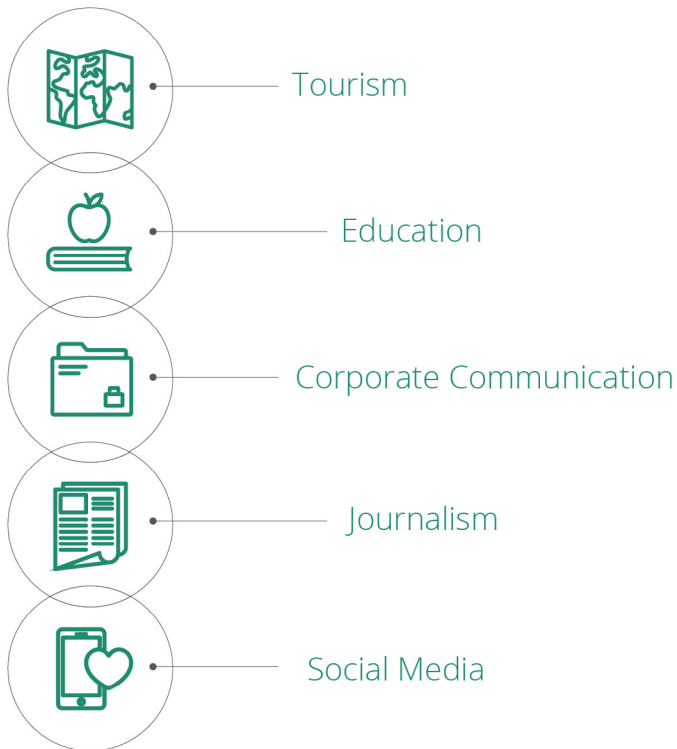 Tourism
Education
Corporate Communication
Journalism
Social Media